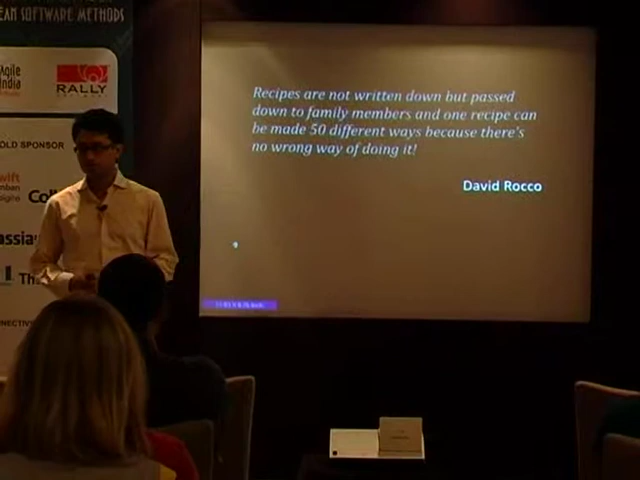 EAN SOFTWARE METHODS
Agile
India
RALLY
OLD SPONSOR
Recipes are not written down but passed
down to family members and one recipe can
be made 50 different ways because there's
no wrong way of doing it!
David Rocco